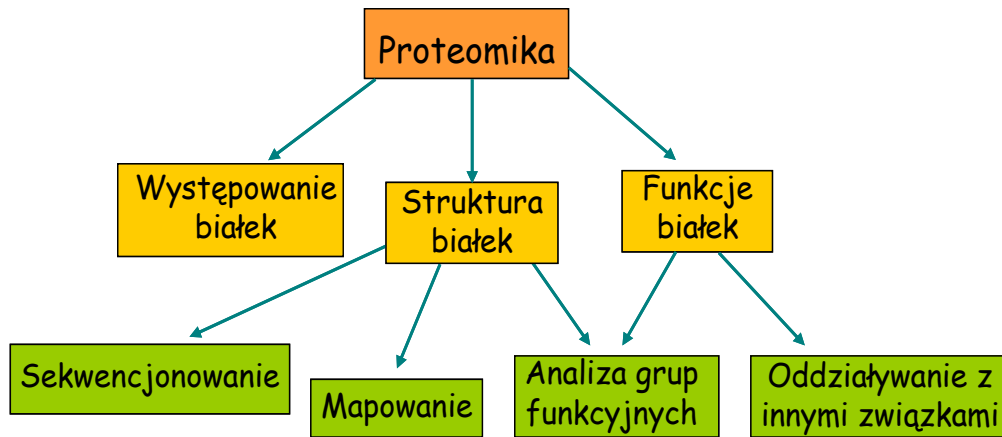 Proteomika
Występowanie
białek
Struktura
białek
Funkcje
białek
Sekwencjonowanie
Mapowanie
Analiza grup
funkcyjnych
Oddziaływanie z
innymi związkami